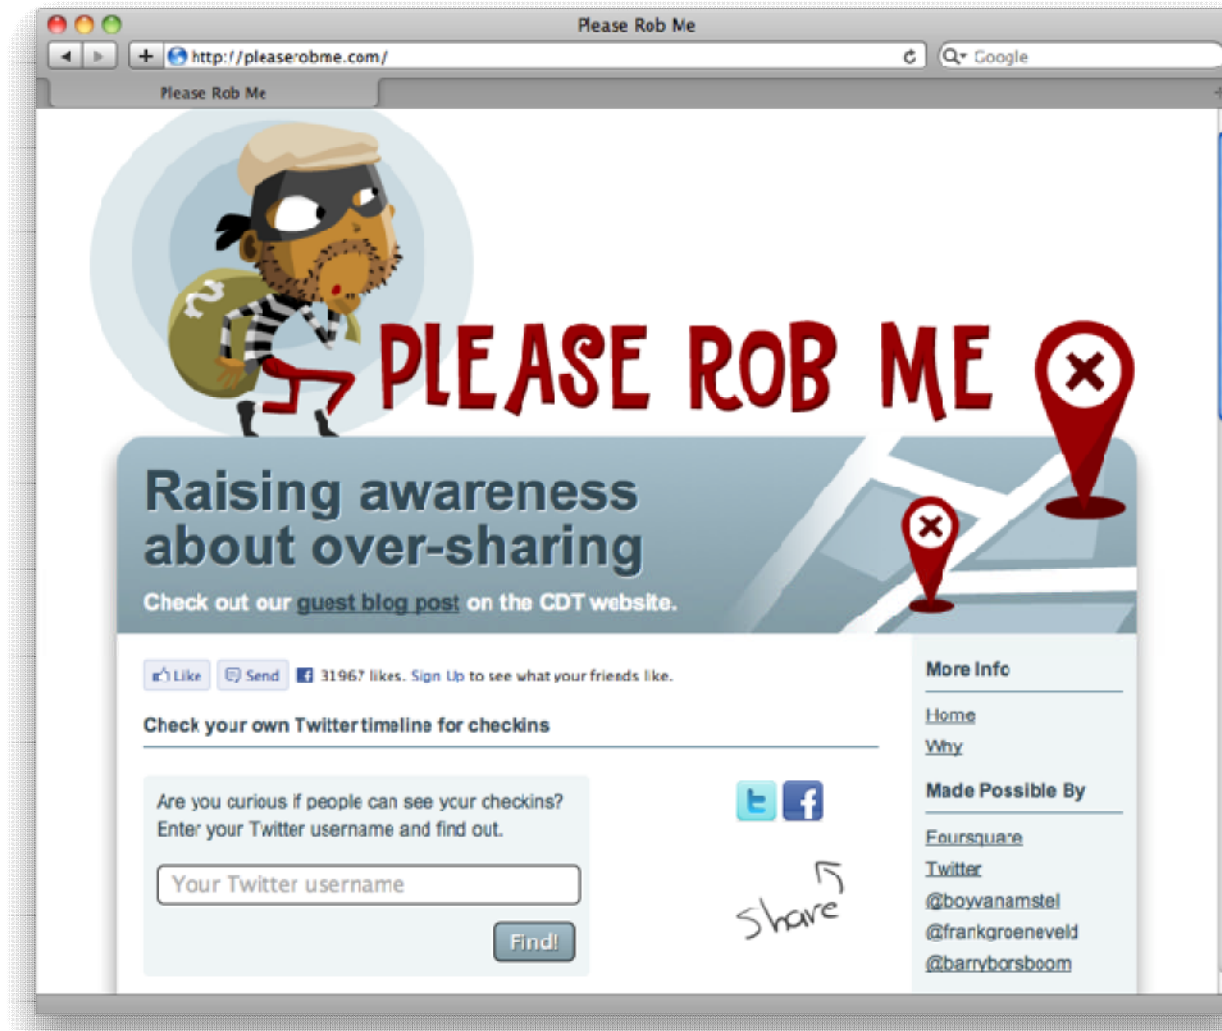 Please Rob Me
http://pleaserobme.com/
Google
Please Rob Me
PLEASE ROB ME
Raising awareness
about over-sharing
Check out our guest blog post on the CDT website.
Like
Send
31967 likes. Sign Up to see what your friends like.
Check your own Twitter timeline for checkins
Are you curious if people can see your checkins?
Enter your Twitter username and find out.
Your Twitter username
Find!
share
More Info
Home
Why
Made Possible By
Foursquare
Twitter
@boyvanamstel
@frankgroeneveld
@barryborsboom